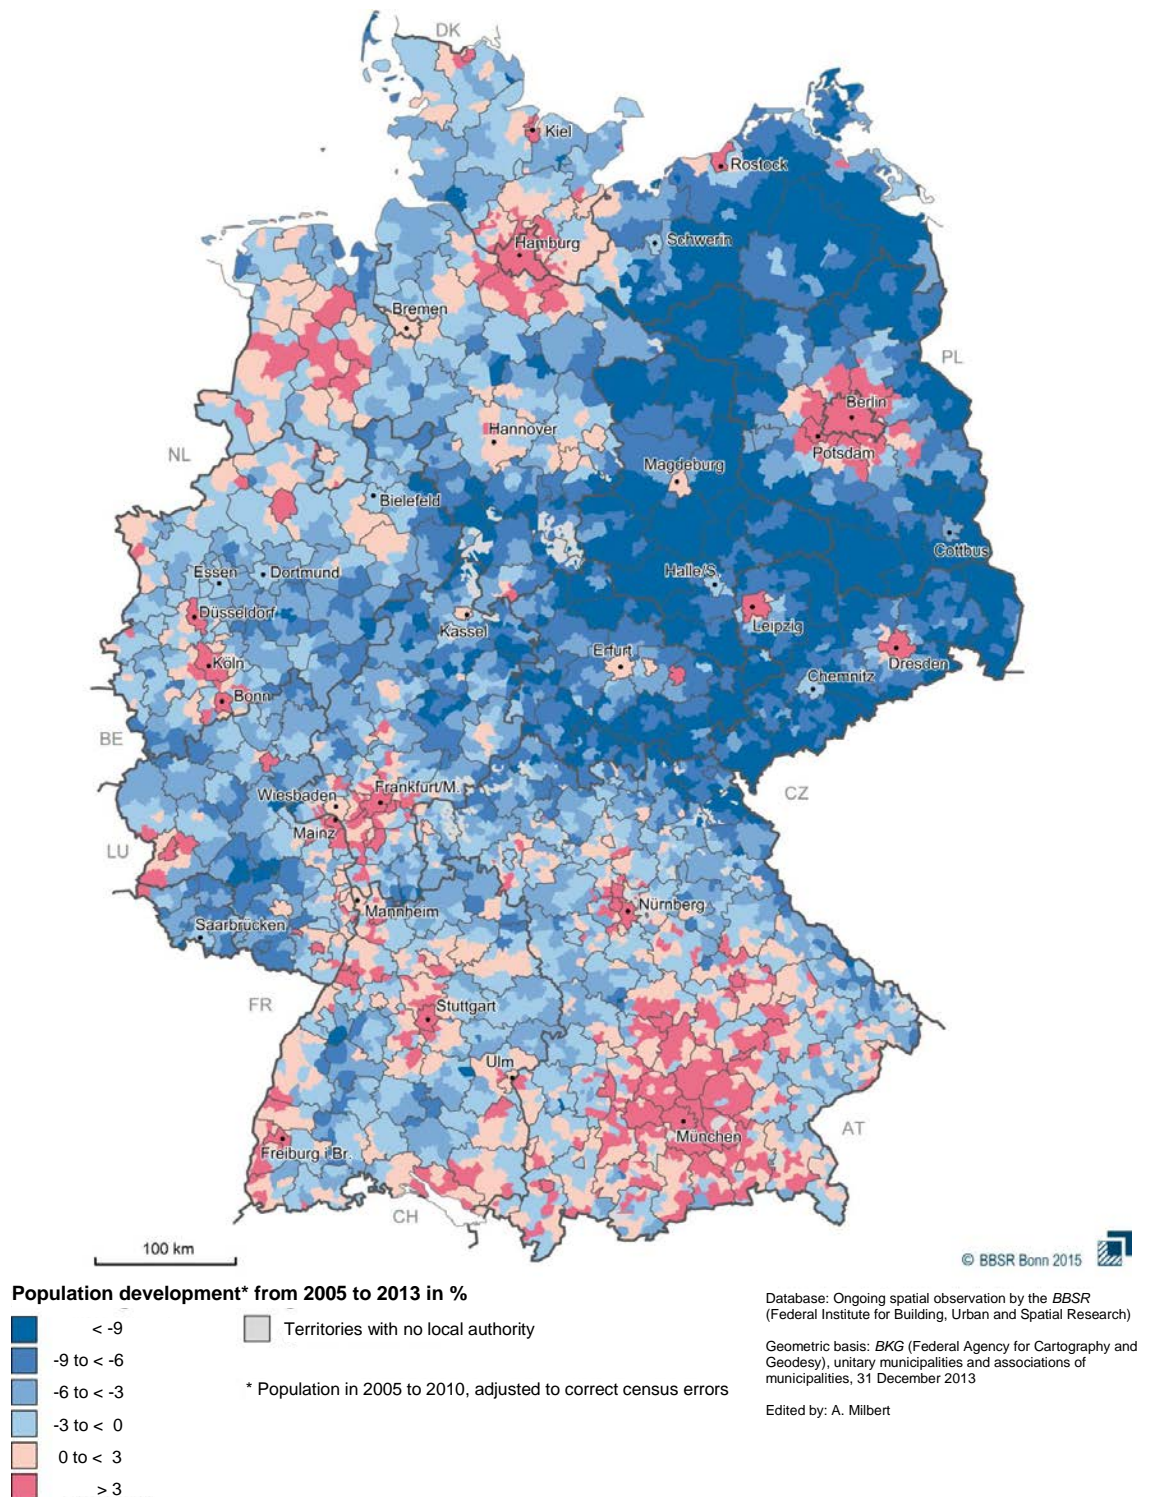 DK
Kiel
Rostock
Hamburg
Schwerin
Bremen
PL
Berlin
Hannover
NL
Potsdam
Magdeburg
Bielefeld
Cottbus
Essen
Dortmund
Halle/S.
Düsseldorf
Kassel
Leipzig
Erfurt
Köln
Dresden
Chemnitz
Bonn
BE
Wiesbaden
Frankfurt/M.
CZ
Mainz
LU
Mannheim
Nürnberg
Saarbrücken
FR
Stuttgart
Ulm
München
AT
Freiburg i.Br.
CH
100 km
© BBSR Bonn 2015
Population development* from 2005 to 2013 in %
< -9
-9 to < -6
-6 to < -3
-3 to < 0
0 to < 3
> 3
Territories with no local authority
* Population in 2005 to 2010, adjusted to correct census errors
Database: Ongoing spatial observation by the BBSR
(Federal Institute for Building, Urban and Spatial Research)
Geometric basis: BKG (Federal Agency for Cartography and
Geodesy), unitary municipalities and associations of
municipalities, 31 December 2013
Edited by: A. Milbert